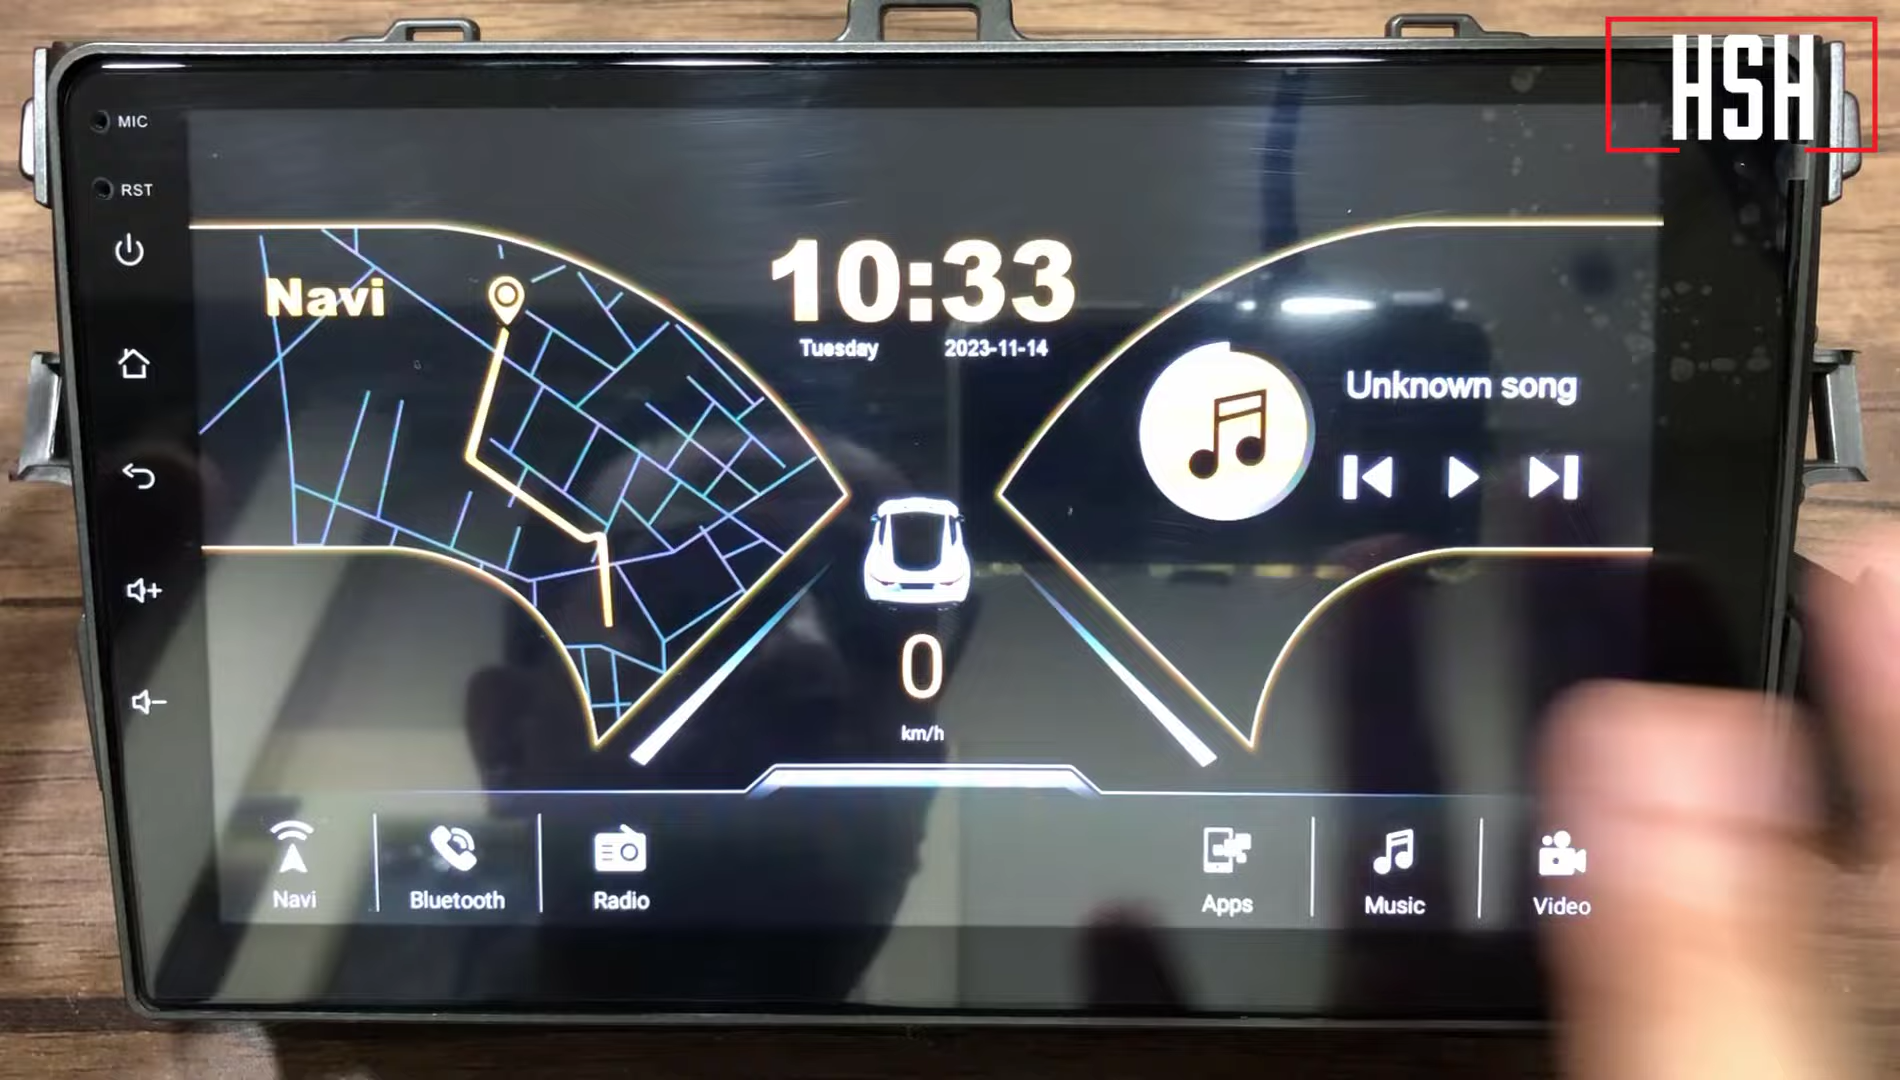 HSH
MIC
RST
Navi
10:33
Tuesday 2023-11-14
Unknown song
0
km/h
Navi
Bluetooth
Radio
Apps
Music
Video